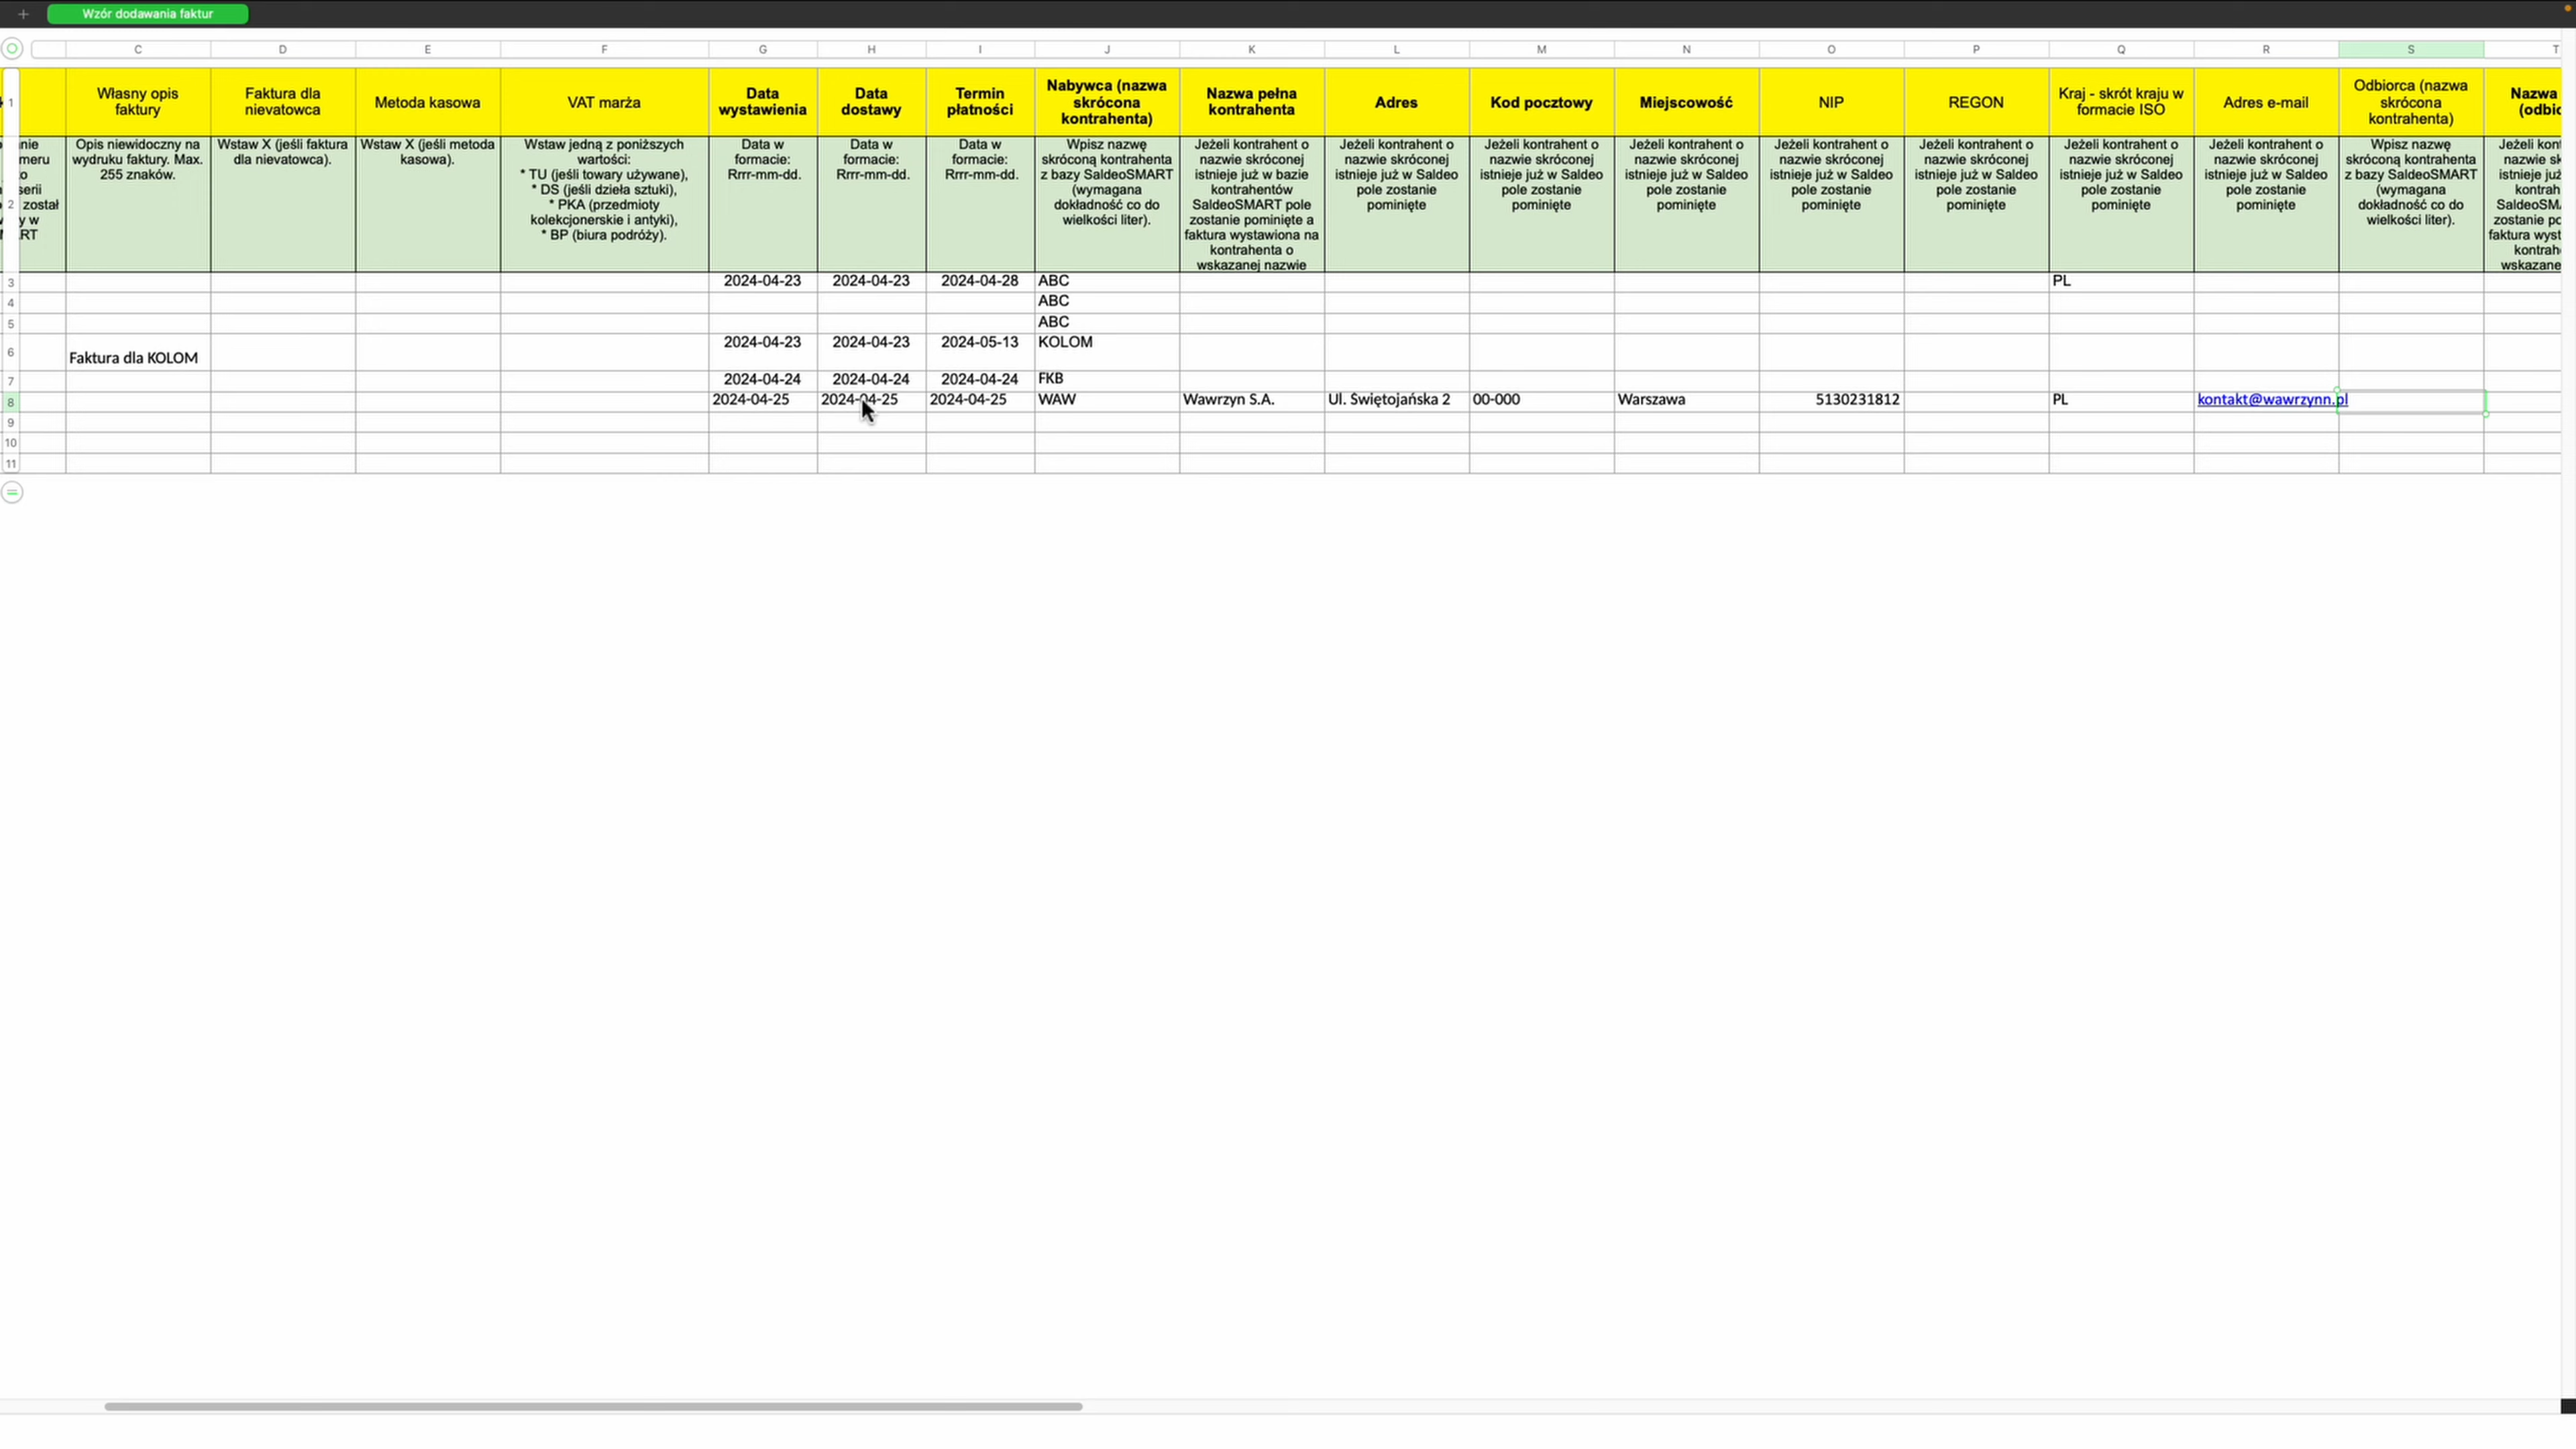 Wzór dodawania faktur
C D E F G H I J K L M N O P Q R S T
1
Własny opis
faktury
Faktura dla
nievatowca
Metoda kasowa
VAT marża
Data
wystawienia
Data
dostawy
Termin
płatności
Nabywca (nazwa
skrócona
kontrahenta)
Nazwa pełna
kontrahenta
Adres
Kod pocztowy
Miejscowość
NIP
REGON
Kraj - skrót kraju w
formacie ISO
Adres e-mail
Odbiorca (nazwa
skrócona
kontrahenta)
Nazwa
2
został
Opis niewidoczny na
wydruku faktury. Max.
255 znaków.
Wstaw X (jeśli faktura
dla nievatowca).
Wstaw X (jeśli metoda
kasowa).
Wstaw jedną z poniższych
wartości:
* TU (jeśli towary używane),
* DS (jeśli dzieła sztuki),
* PKA (przedmioty
kolekcjonerskie i antyki),
* BP (biura podróży).
Data w
formacie:
Rrrr-mm-dd.
Data w
formacie:
Rrrr-mm-dd.
Data w
formacie:
Rrrr-mm-dd.
Wpisz nazwę
skróconą kontrahenta
z bazy SaldeoSMART
(wymagana
dokładność co do
wielkości liter).
Jeżeli kontrahent o
nazwie skróconej
istnieje już w bazie
kontrahentów
SaldeoSMART pole
zostanie pominięte a
faktura wystawiona na
kontrahenta o
wskazanej nazwie
Jeżeli kontrahent o
nazwie skróconej
istnieje już w Saldeo
pole zostanie
pominięte
Jeżeli kontrahent o
nazwie skróconej
istnieje już w Saldeo
pole zostanie
pominięte
Jeżeli kontrahent o
nazwie skróconej
istnieje już w Saldeo
pole zostanie
pominięte
Jeżeli kontrahent o
nazwie skróconej
istnieje już w Saldeo
pole zostanie
pominięte
Jeżeli kontrahent o
nazwie skróconej
istnieje już w Saldeo
pole zostanie
pominięte
Jeżeli kontrahent o
nazwie skróconej
istnieje już w Saldeo
pole zostanie
pominięte
Jeżeli kontrahent o
nazwie skróconej
istnieje już w Saldeo
pole zostanie
pominięte
Wpisz nazwę
skróconą kontrahenta
z bazy SaldeoSMART
(wymagana
dokładność co do
wielkości liter).
3 2024-04-23 2024-04-23 2024-04-28 ABC PL
4 ABC
5 ABC
6 Faktura dla KOLOM 2024-04-23 2024-04-23 2024-05-13 KOLOM
7 2024-04-24 2024-04-24 2024-04-24 FKB
8 2024-04-25 2024-04-25 2024-04-25 WAW Wawrzyn S.A. Ul. Świętojańska 2 00-000 Warszawa 5130231812 PL kontakt@wawrzynn.pl
9
10
11